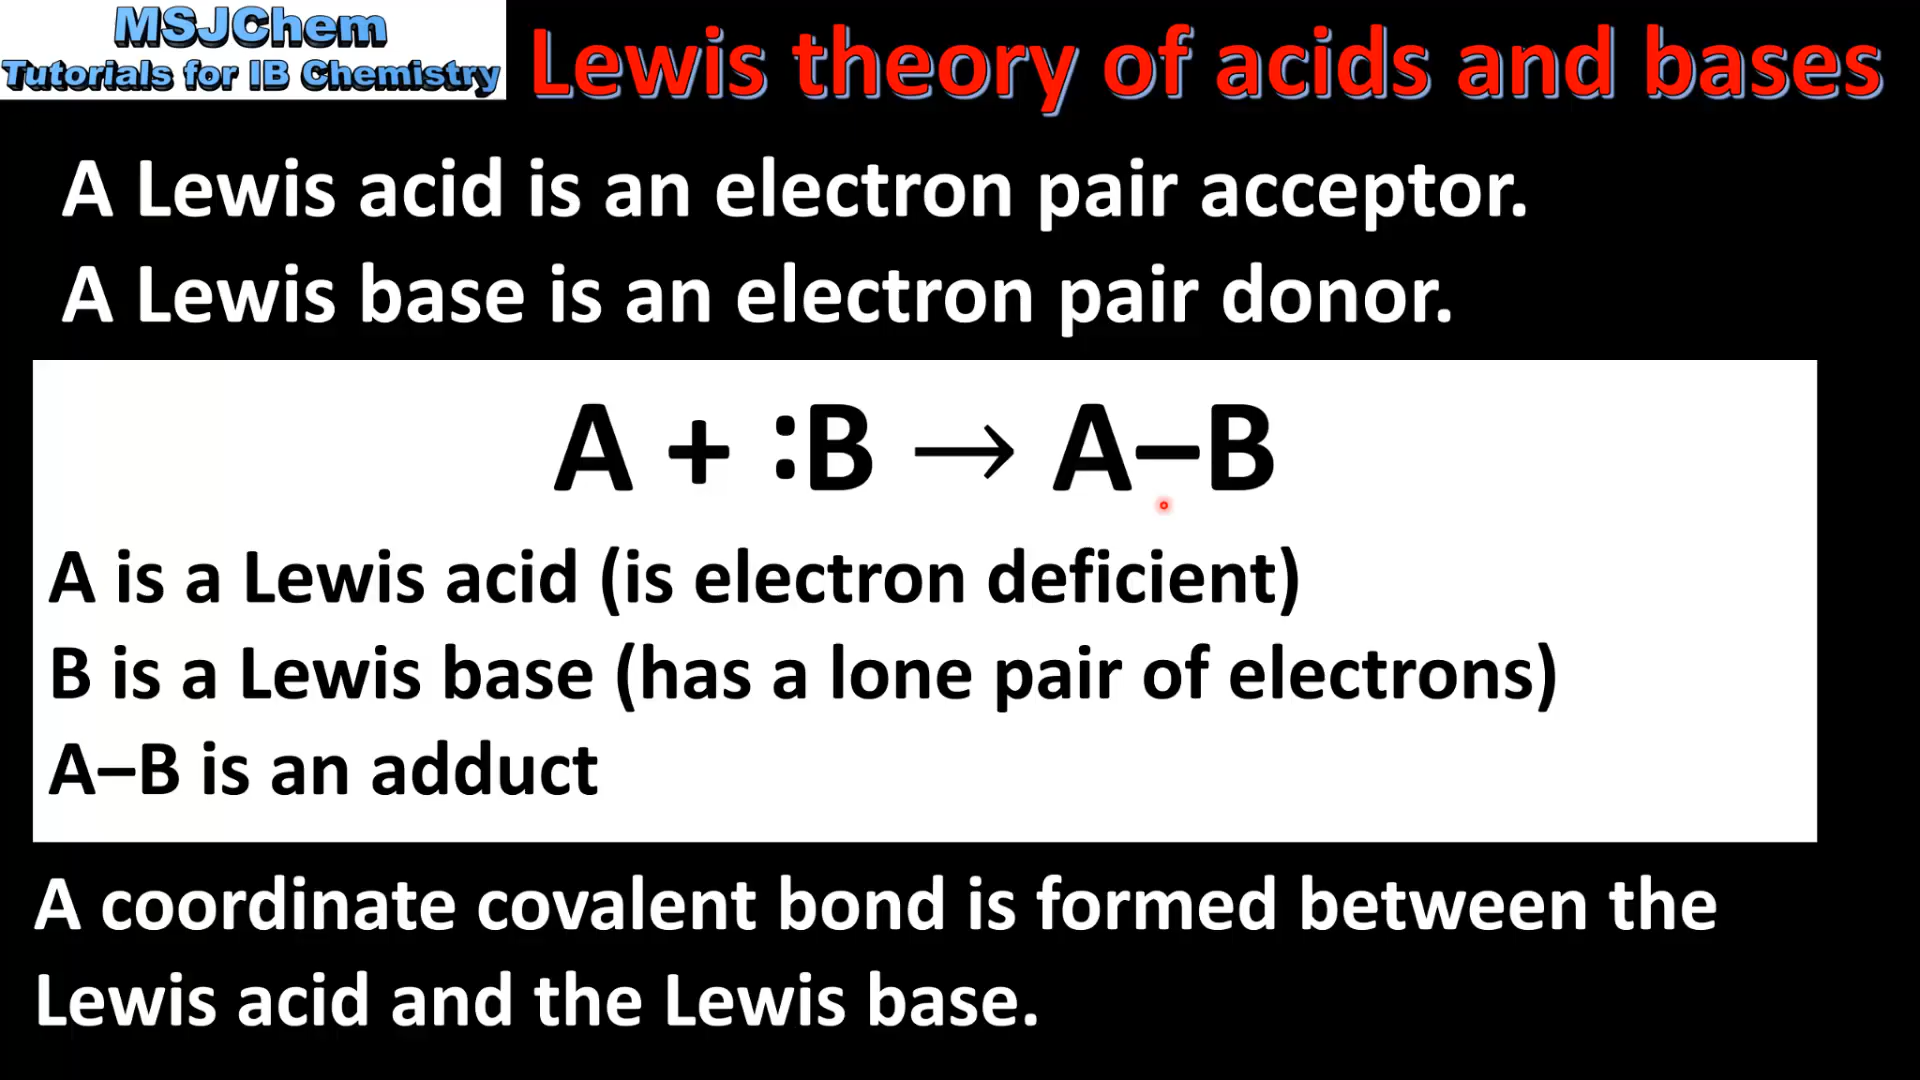 MSJChem
Tutorials for IB Chemistry
Lewis theory of acids and bases
A Lewis acid is an electron pair acceptor.
A Lewis base is an electron pair donor.
A + :B → A–B
A is a Lewis acid (is electron deficient)
B is a Lewis base (has a lone pair of electrons)
A–B is an adduct
A coordinate covalent bond is formed between the
Lewis acid and the Lewis base.